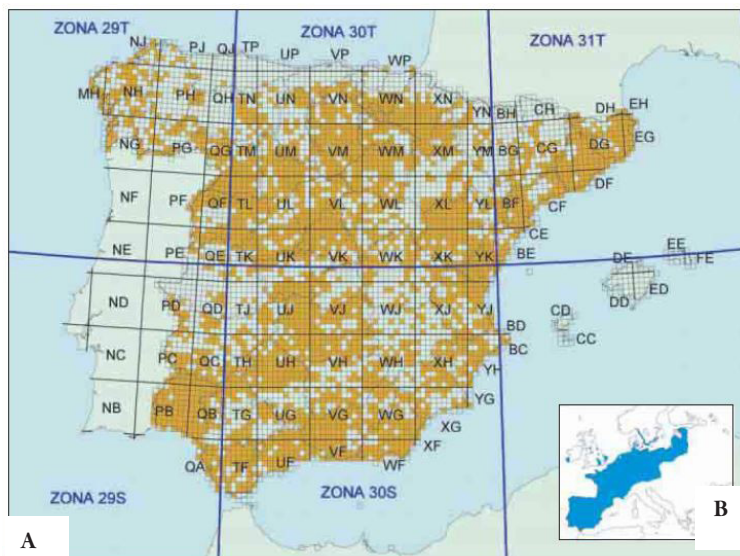 ZONA 29T
ZONA 30T
ZONA 31T
NJ PJ QJ TP UP VP WP
MH NH PH QH TN UN VN WN XN YN BH CH DH EH
NG PG QG TM UM VM WM XM YM BG CG DG EG
NF PF QF TL UL VL WL XL YL BF CF DF
NE PE QE TK UK VK WK XK YK BE CE DE EE FE
ND PD QD TJ UJ VJ WJ XJ YJ BD CD DD ED
NC PC QC TH UH VH WH XH YH BC CC
NB PB QB TG UG VG WG XG YG
QA TF UF VF WF XF
ZONA 29S
ZONA 30S
A
B